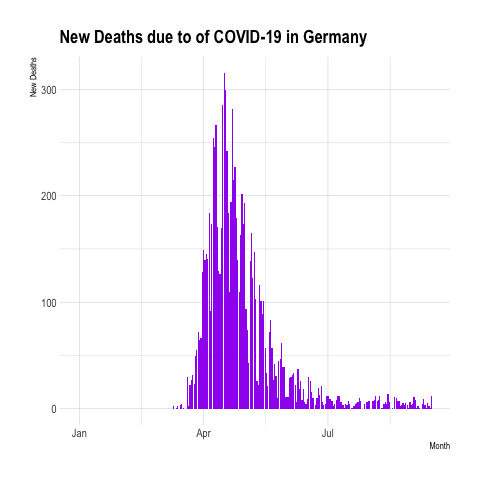 New Deaths due to of COVID-19 in Germany
New Deaths
300
200
100
0
Jan
Apr
Jul
Month